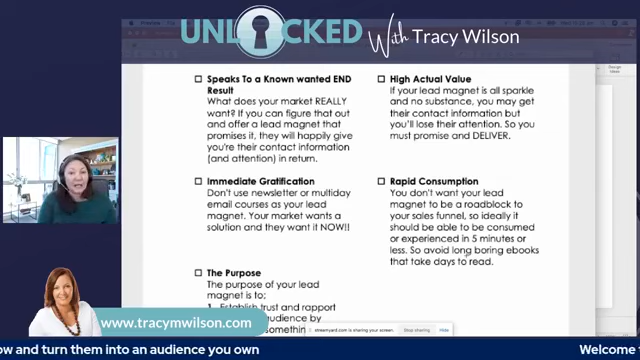 UNLOCKED
With Tracy Wilson
Speaks To a Known wanted END
Result
What does your market REALLY
want? If you can figure that out
and offer a lead magnet that
promises it, they will happily give
you're their contact information
(and attention) in return.
High Actual Value
If your lead magnet is all sparkle
and no substance, you may get
their contact information but
you'll lose their attention. So you
must promise and DELIVER.
Immediate Gratification
Don't use newsletter or multiday
email courses as your lead
magnet. Your market wants a
solution and they want it NOW!!
Rapid Consumption
You don't want your lead
magnet to be a roadblock to
your sales funnel, so ideally it
should be able to be consumed
or experienced in 5 minutes or
less. So avoid long boring ebooks
that take days to read.
The Purpose
The purpose of your lead
magnet is to;
1. Establish trust and rapport
udience by
somethin
streamyard.com is sharing your screen.
Stop sharing
Hide
www.tracymwilson.com
ow and turn them into an audience you own
Welcome